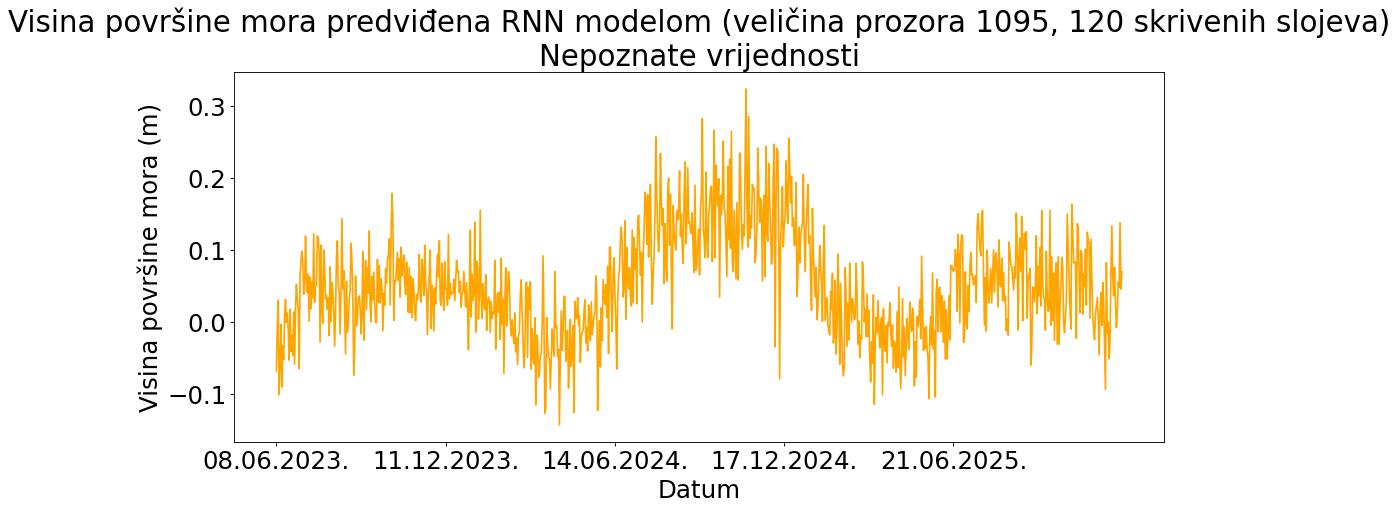 Visina površine mora predviđena RNN modelom (veličina prozora 1095, 120 skrivenih slojeva)
Nepoznate vrijednosti
Visina površine mora (m)
0.3
0.2
0.1
0.0
−0.1
08.06.2023. 11.12.2023. 14.06.2024. 17.12.2024. 21.06.2025.
Datum